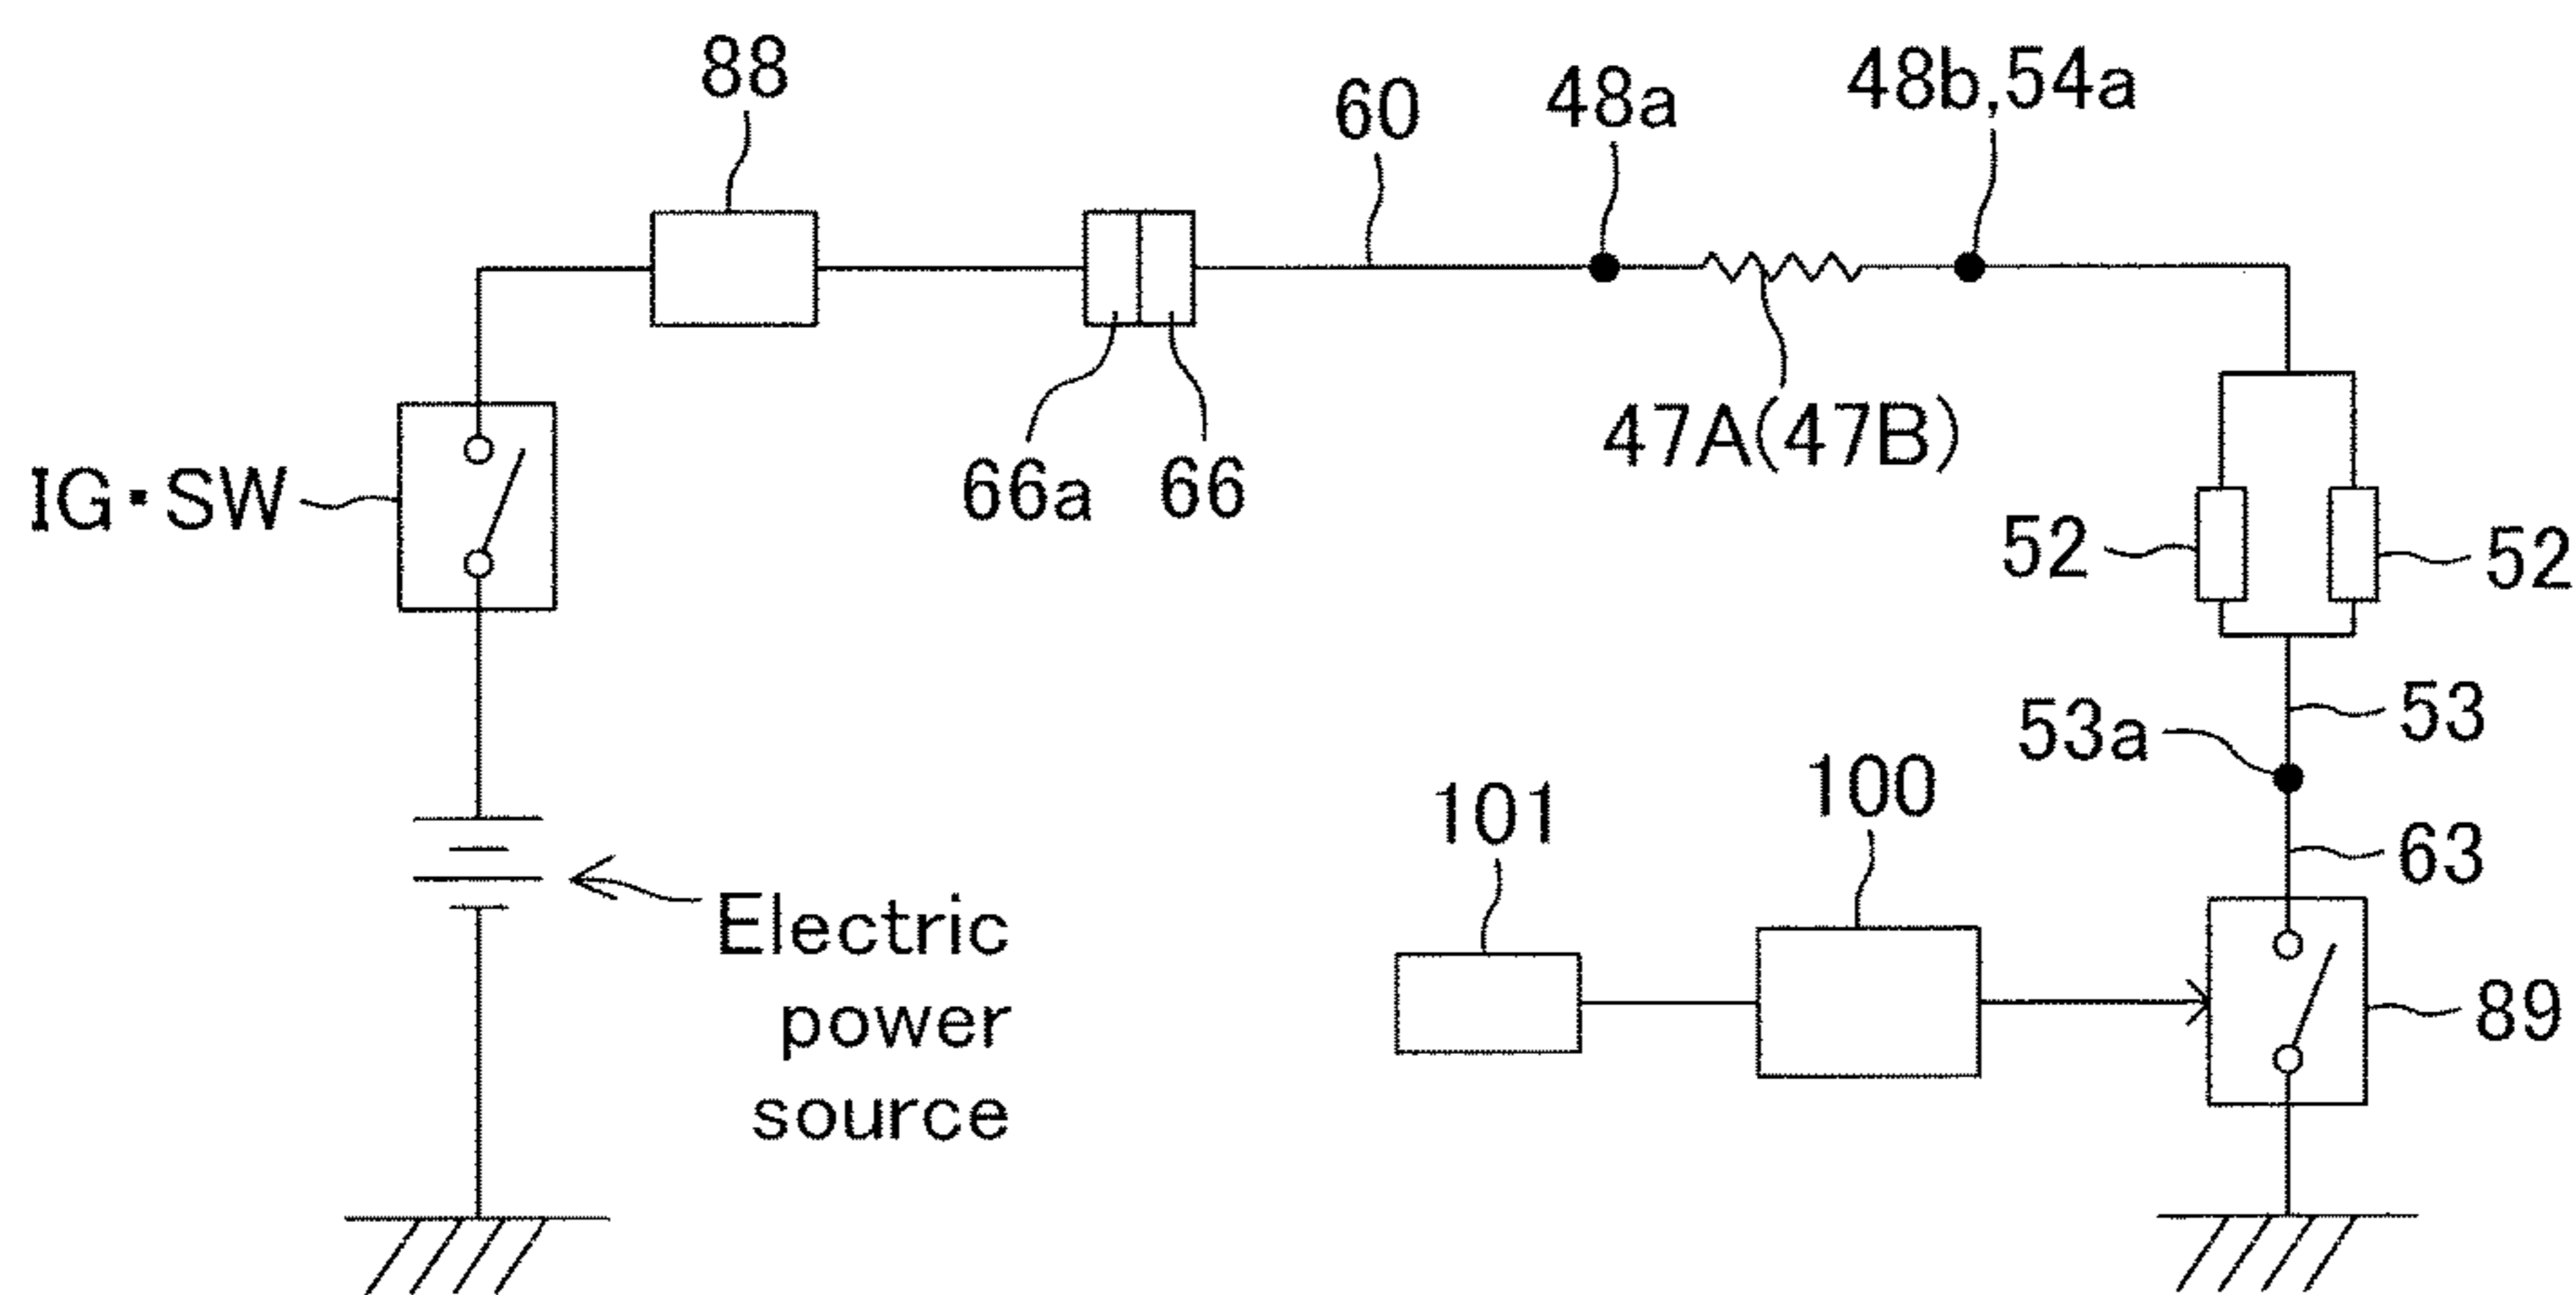 88
60
48a
48b,54a
IG・SW
66a
66
47A(47B)
52
52
53
53a
63
101
100
89
Electric
power
source